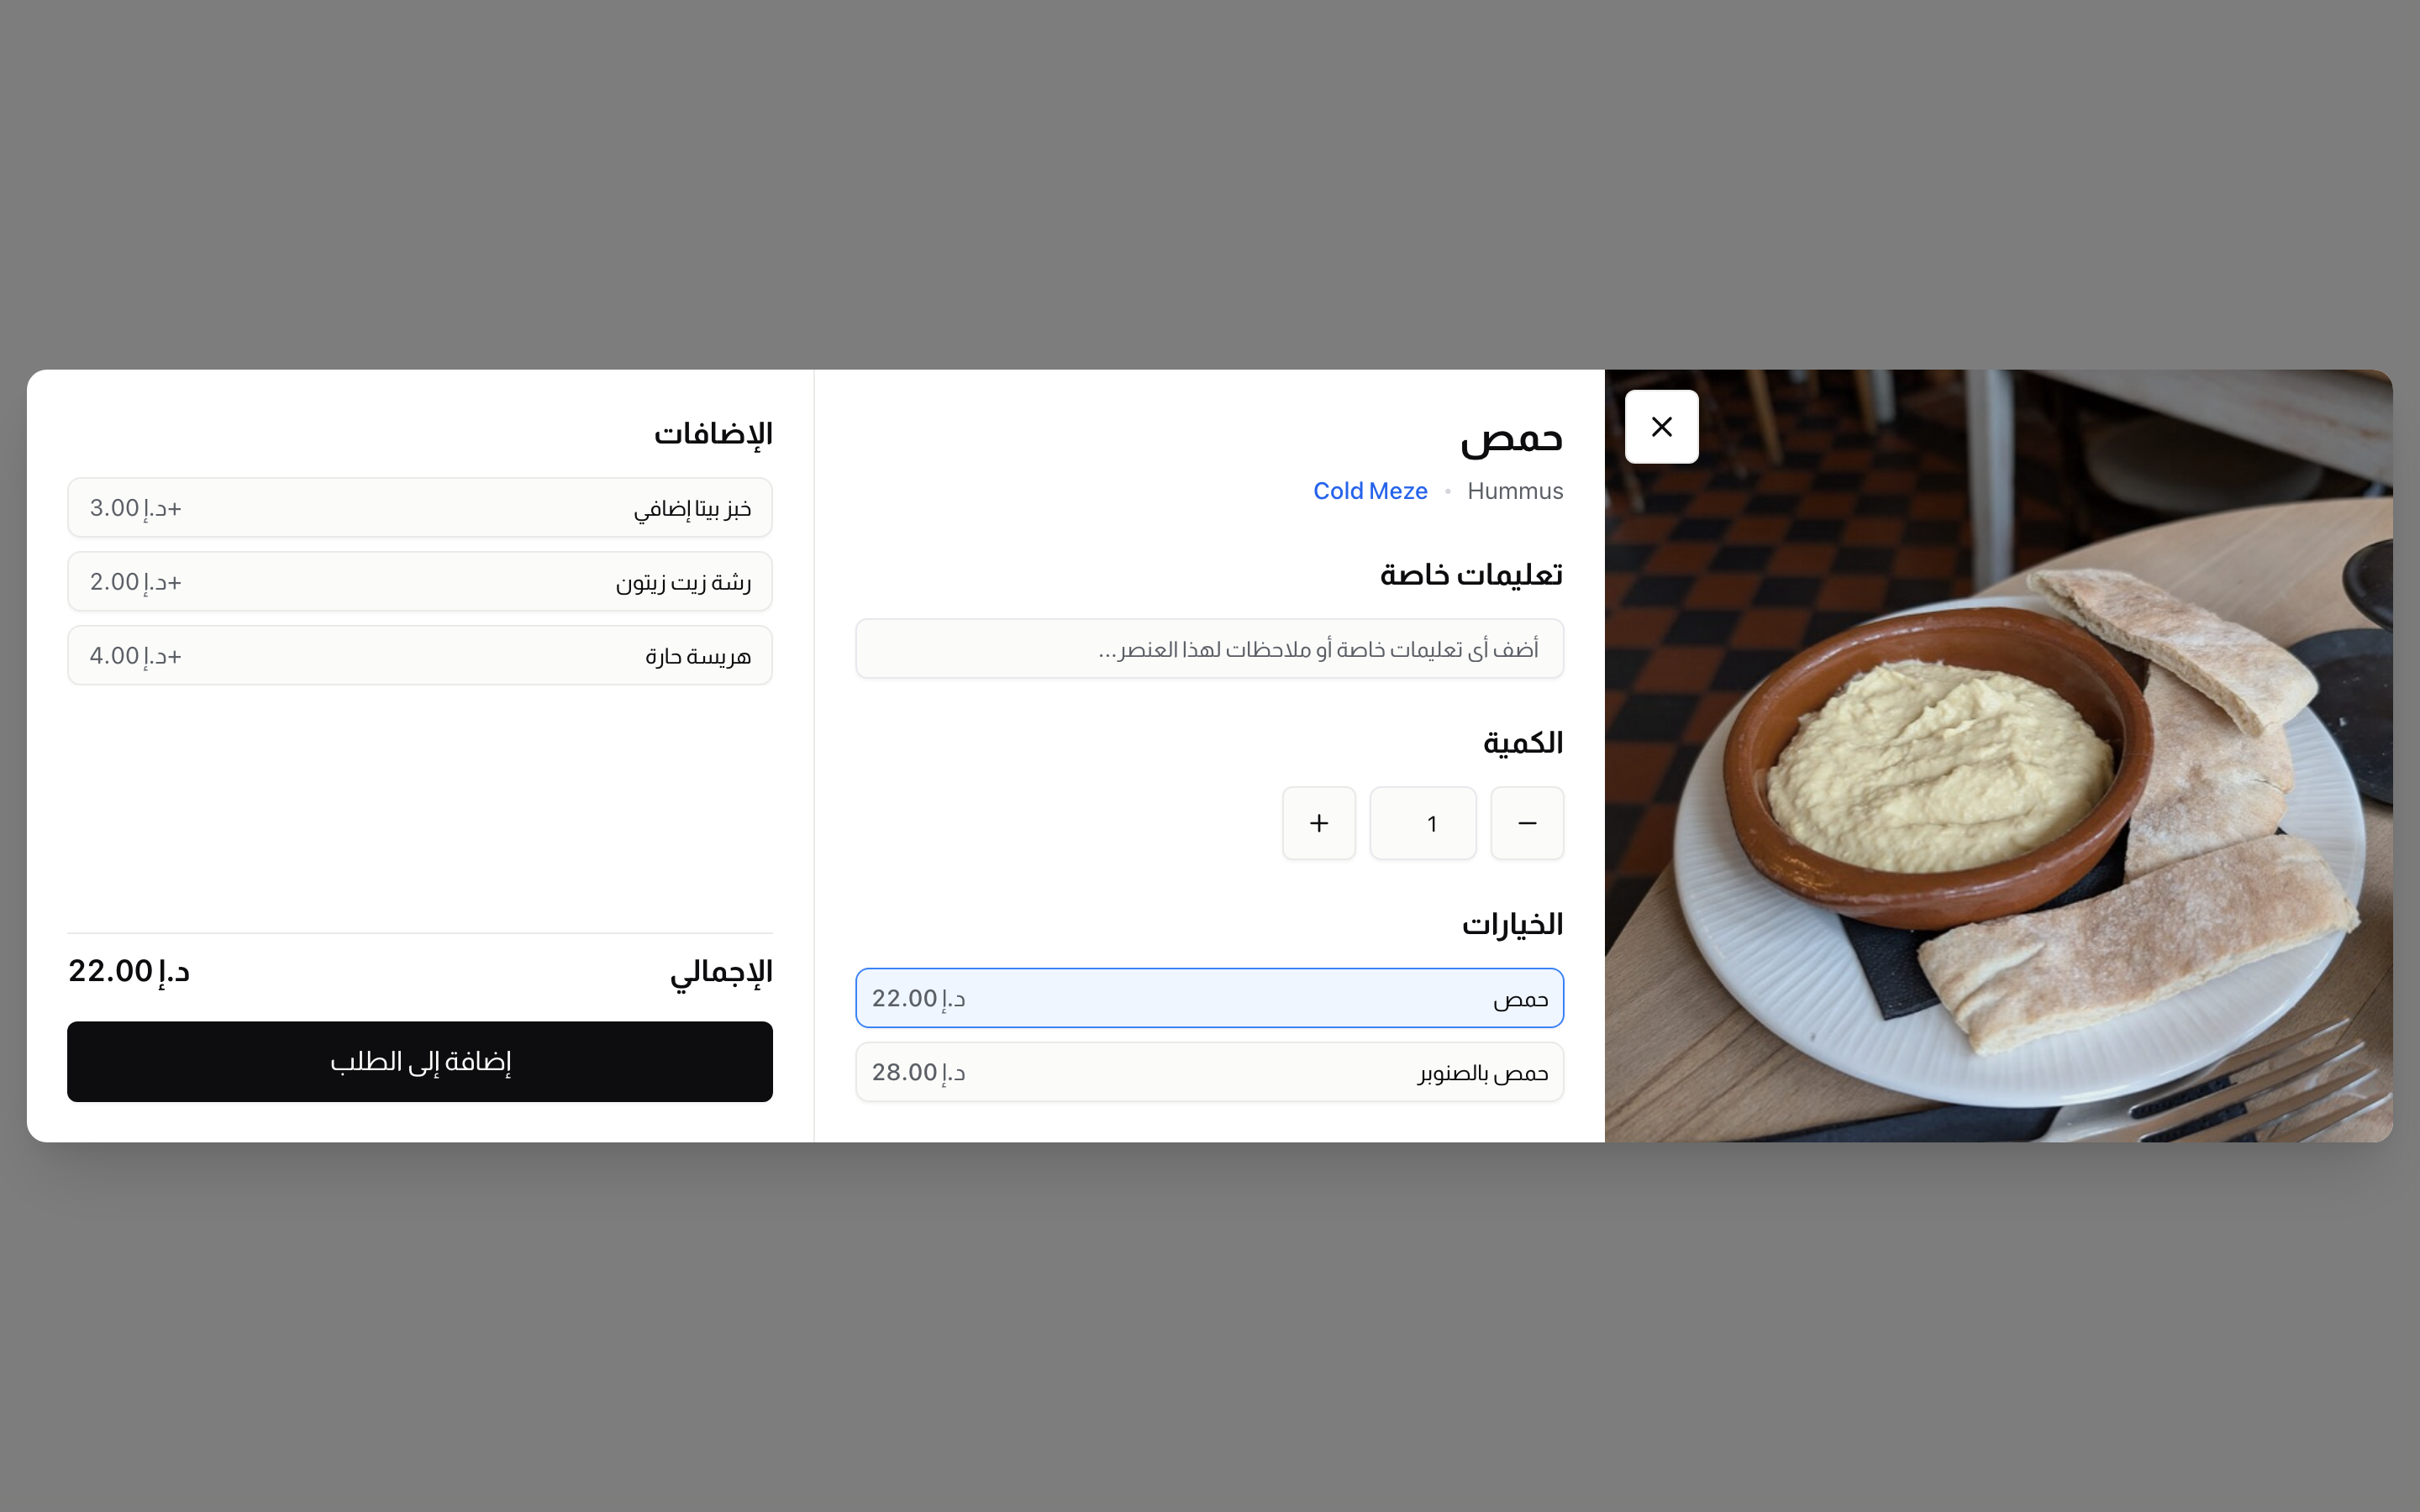 حمص
Hummus • Cold Meze
تعليمات خاصة
أضف أي تعليمات خاصة أو ملاحظات لهذا العنصر...
الكمية
− 1 +
الخيارات
حمص د.إ 22.00
حمص بالصنوبر د.إ 28.00
الإضافات
خبز بيتا إضافي +د.إ 3.00
رشة زيت زيتون +د.إ 2.00
هريسة حارة +د.إ 4.00
الإجمالي د.إ 22.00
إضافة إلى الطلب